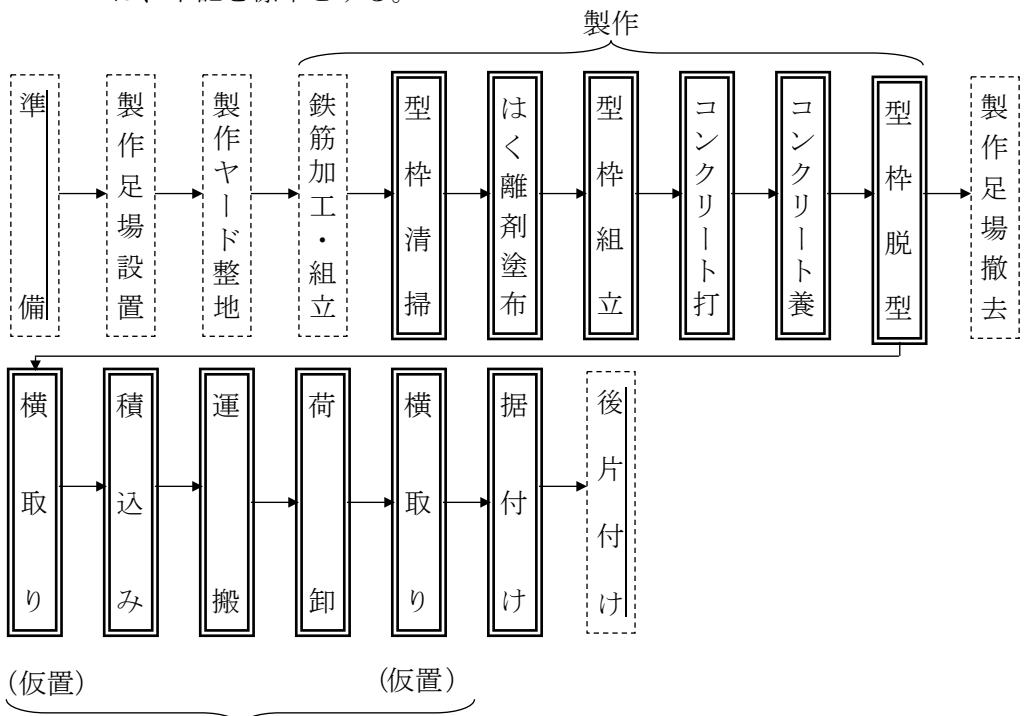 は、下記を標準とする。
製作
準備
製作足場設置
製作ヤード整地
鉄筋加工・組立
型枠清掃
はく離剤塗布
型枠組立
コンクリート打
コンクリート養
型枠脱型
製作足場撤去
横取り
積込み
運搬
荷卸
横取り
据付け
後片付け
(仮置)
(仮置)